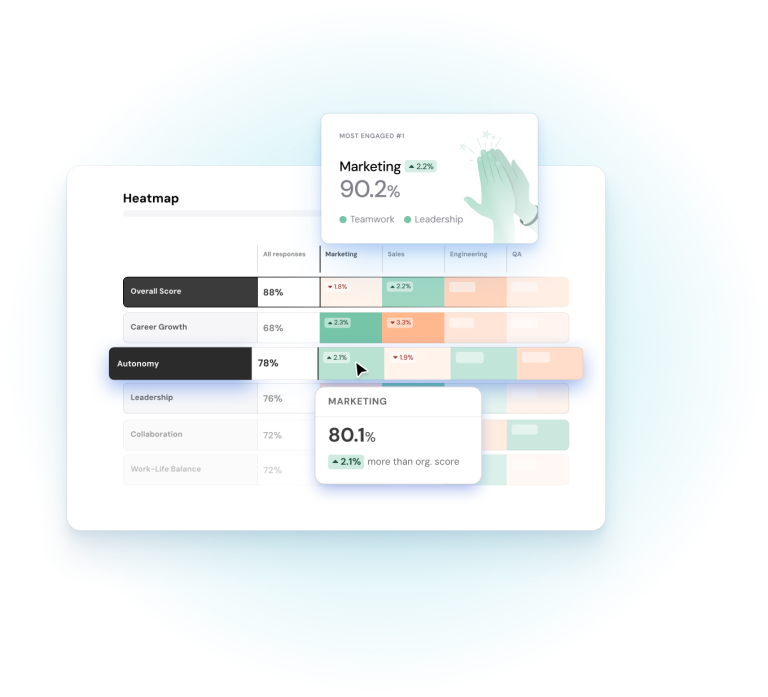 MOST ENGAGED #1
Marketing ▲ 2.2%
90.2%
Teamwork Leadership
Heatmap
All responses Marketing Sales Engineering QA
Overall Score 88% ▼ 1.8% ▲ 2.2%
Career Growth 68% ▲ 2.3% ▼ 3.3%
Autonomy 78% ▲ 2.1% ▼ 1.9%
Leadership 76%
MARKETING
Collaboration 72%
80.1%
▲ 2.1% more than org. score
Work-Life Balance 72%